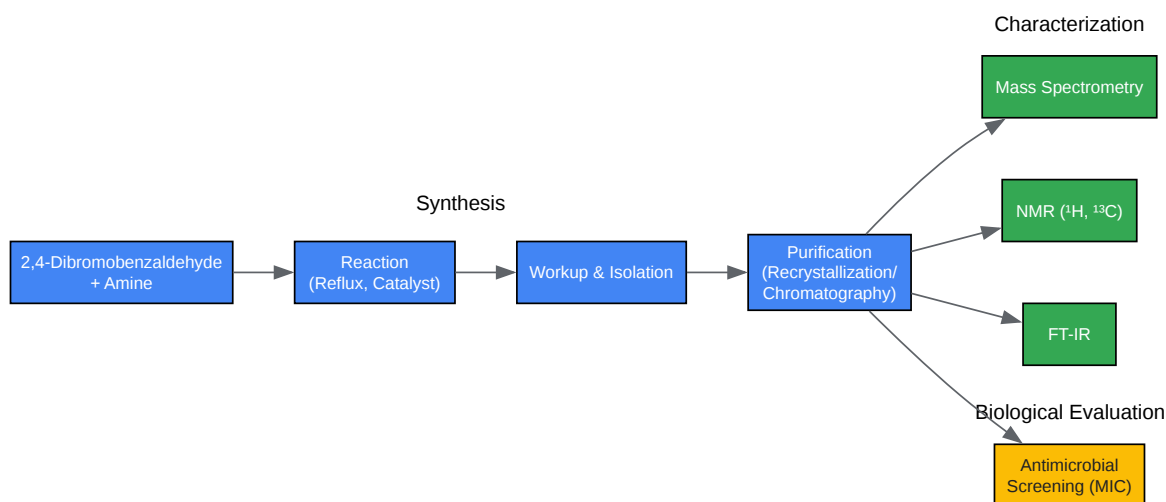 Characterization
Mass Spectrometry
Synthesis
NMR (¹H, ¹³C)
2,4-Dibromobenzaldehyde
+ Amine
Reaction
(Reflux, Catalyst)
Workup & Isolation
Purification
(Recrystallization/
Chromatography)
FT-IR
Biological Evaluation
Antimicrobial
Screening (MIC)